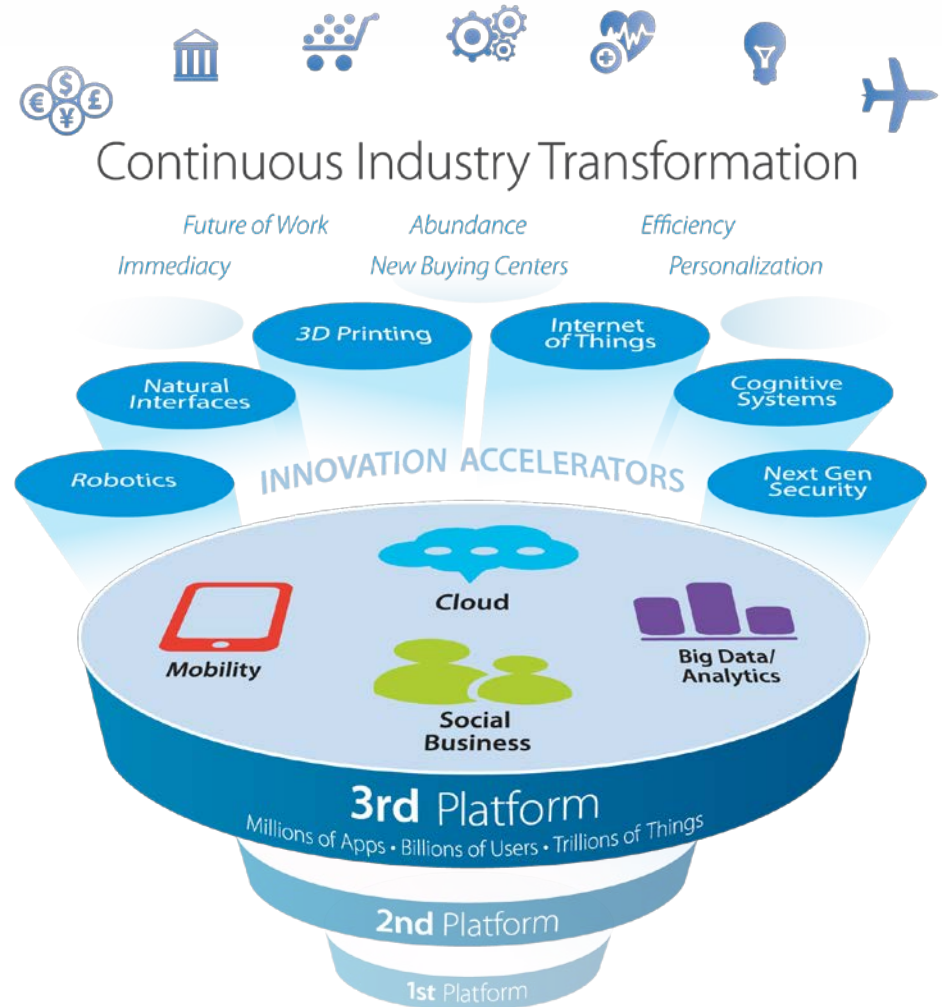 $
€ £
¥
Continuous Industry Transformation
Future of Work Abundance Efficiency
Immediacy New Buying Centers Personalization
3D Printing
Internet
of Things
Natural
Interfaces
Cognitive
Systems
Robotics
INNOVATION ACCELERATORS
Next Gen
Security
Cloud
Mobility
Big Data/
Analytics
Social
Business
3rd Platform
Millions of Apps • Billions of Users • Trillions of Things
2nd Platform
1st Platform